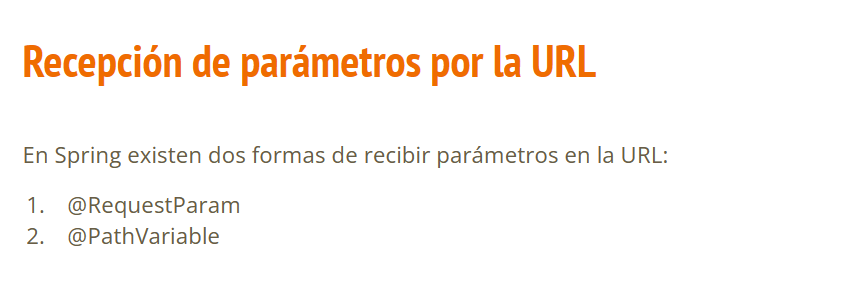 Recepción de parámetros por la URL
En Spring existen dos formas de recibir parámetros en la URL:
1. @RequestParam
2. @PathVariable